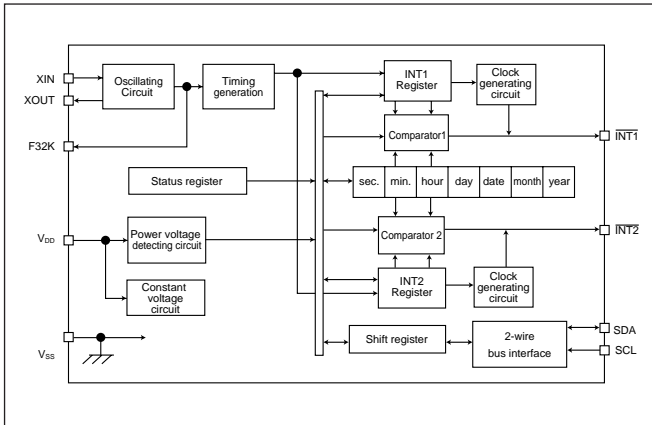 XIN
XOUT
F32K
VDD
VSS
Oscillating
Circuit
Timing
generation
INT1
Register
Clock
generating
circuit
Comparator1
INT1
Status register
sec. min. hour day date month year
Power voltage
detecting circuit
Comparator 2
INT2
Constant
voltage
circuit
INT2
Register
Clock
generating
circuit
Shift register
2-wire
bus interface
SDA
SCL